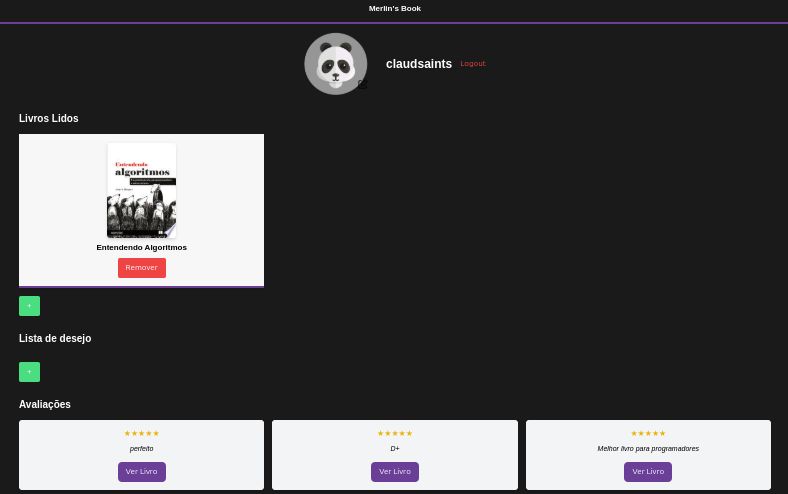 Merlin's Book
claudsaints Logout
Livros Lidos
Entendendo
algoritmos
Entendendo Algoritmos
Remover
+
Lista de desejo
+
Avaliações
★★★★★ ★★★★★ ★★★★★
perfeito D+ Melhor livro para programadores
Ver Livro Ver Livro Ver Livro